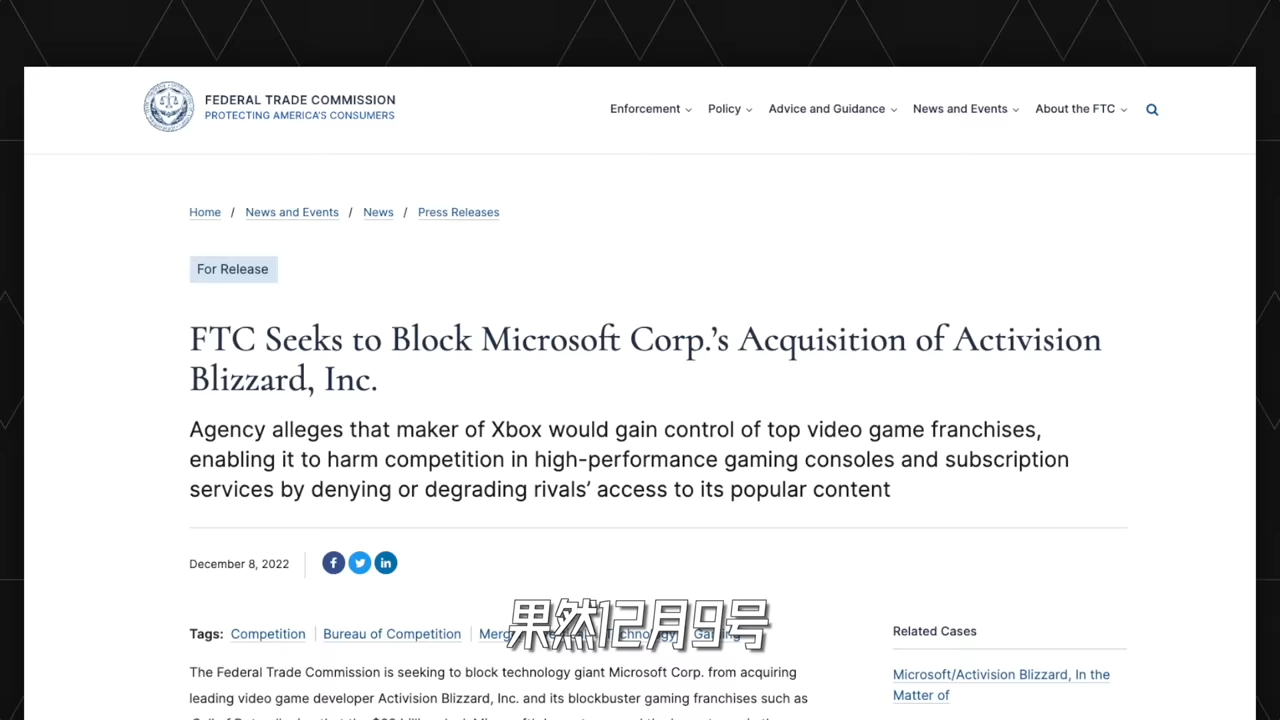 FEDERAL TRADE COMMISSION
PROTECTING AMERICA'S CONSUMERS
Enforcement Policy Advice and Guidance News and Events About the FTC
Home / News and Events / News / Press Releases
For Release
FTC Seeks to Block Microsoft Corp.’s Acquisition of Activision
Blizzard, Inc.
Agency alleges that maker of Xbox would gain control of top video game franchises,
enabling it to harm competition in high-performance gaming consoles and subscription
services by denying or degrading rivals’ access to its popular content
December 8, 2022
果然12月9号
Tags: Competition Bureau of Competition
Related Cases
The Federal Trade Commission is seeking to block technology giant Microsoft Corp. from acquiring
Microsoft/Activision Blizzard, In the
Matter of
leading video game developer Activision Blizzard, Inc. and its blockbuster gaming franchises such as